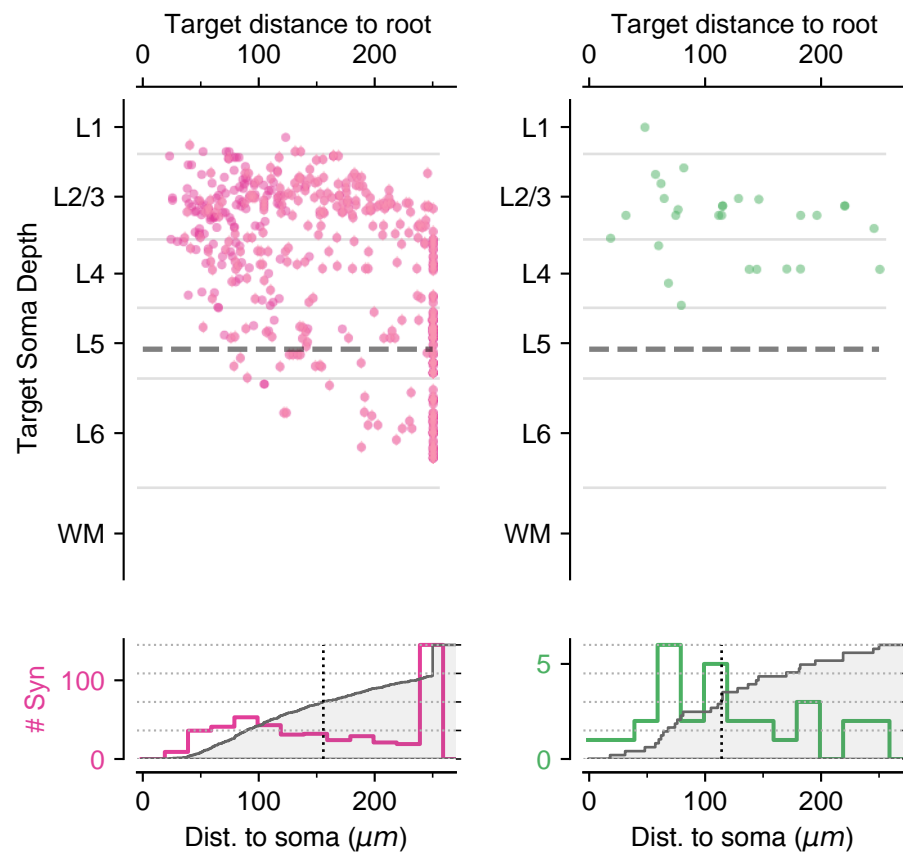 Target distance to root
0 100 200
Target distance to root
0 100 200
Target Soma Depth
L1
L2/3
L4
L5
L6
WM
L1
L2/3
L4
L5
L6
WM
# Syn
100
0
5
0
0 100 200
Dist. to soma (μm)
0 100 200
Dist. to soma (μm)